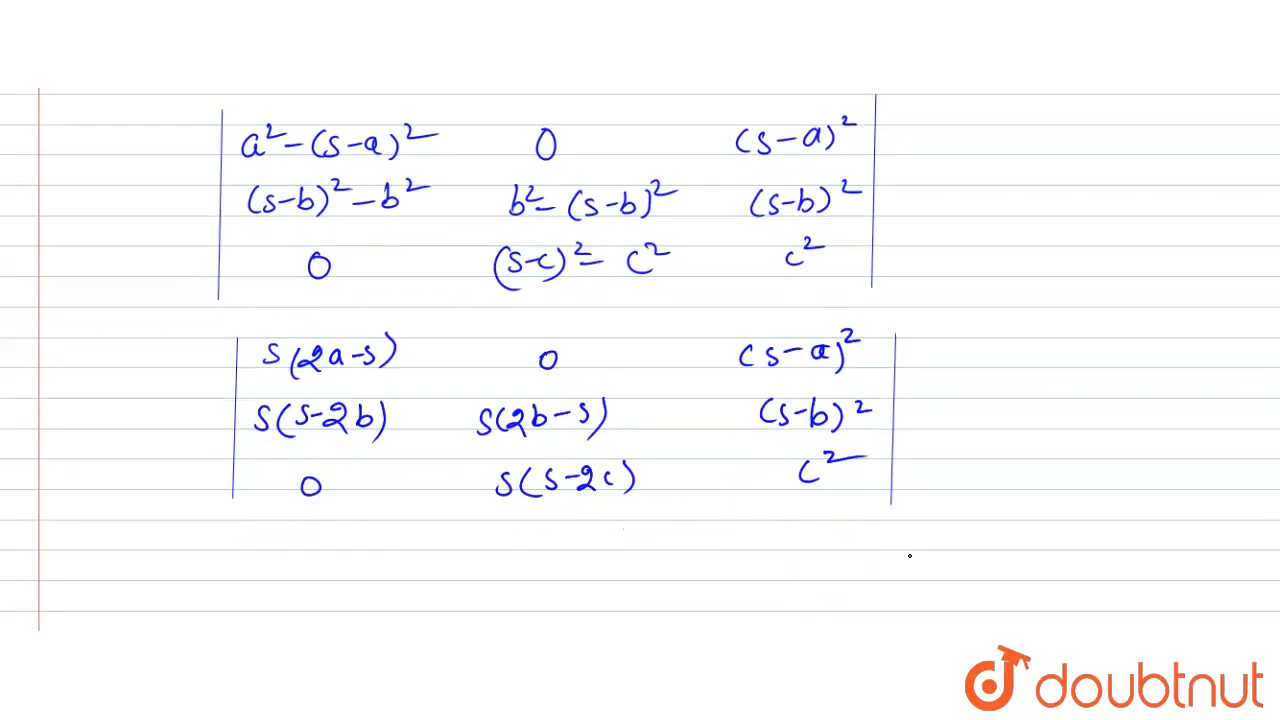 a² - (s-a)² 0 (s-a)²
(s-b)² - b² b² - (s-b)² (s-b)²
0 (s-c)² - c² c²
s(2a-s) 0 (s-a)²
s(s-2b) s(2b-s) (s-b)²
0 s(s-2c) c²
doubtnut